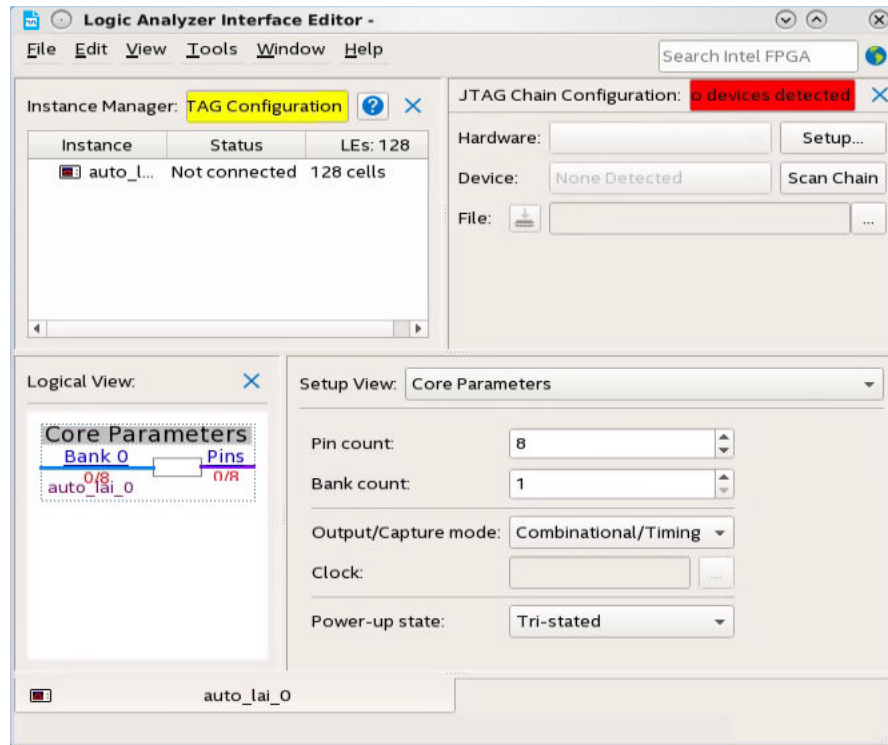 Logic Analyzer Interface Editor -
File Edit View Tools Window Help
Search Intel FPGA
Instance Manager: TAG Configuration
Instance Status LEs: 128
auto_l... Not connected 128 cells
JTAG Chain Configuration: o devices detected
Hardware: Setup...
Device: None Detected Scan Chain
File: ...
Logical View:
Core Parameters
Bank 0 Pins
0/8 0/8
auto_lai_0
Setup View: Core Parameters
Pin count: 8
Bank count: 1
Output/Capture mode: Combinational/Timing
Clock: ...
Power-up state: Tri-stated
auto_lai_0